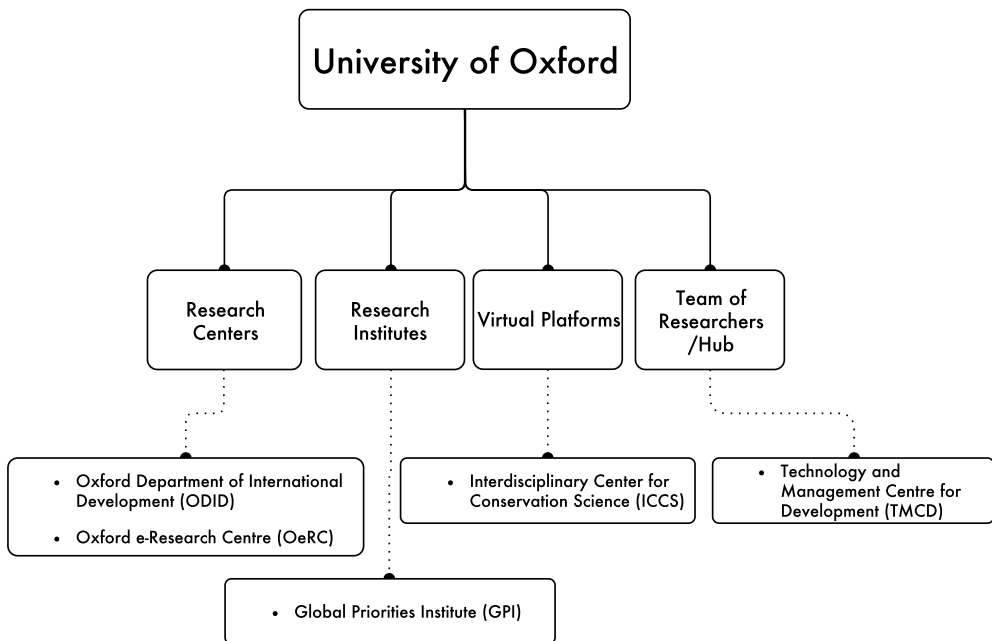 University of Oxford
Research
Centers
Research
Institutes
Virtual Platforms
Team of
Researchers
/Hub
• Oxford Department of International
Development (ODID)
• Oxford e-Research Centre (OeRC)
• Interdisciplinary Center for
Conservation Science (ICCS)
• Technology and
Management Centre for
Development (TMCD)
• Global Priorities Institute (GPI)